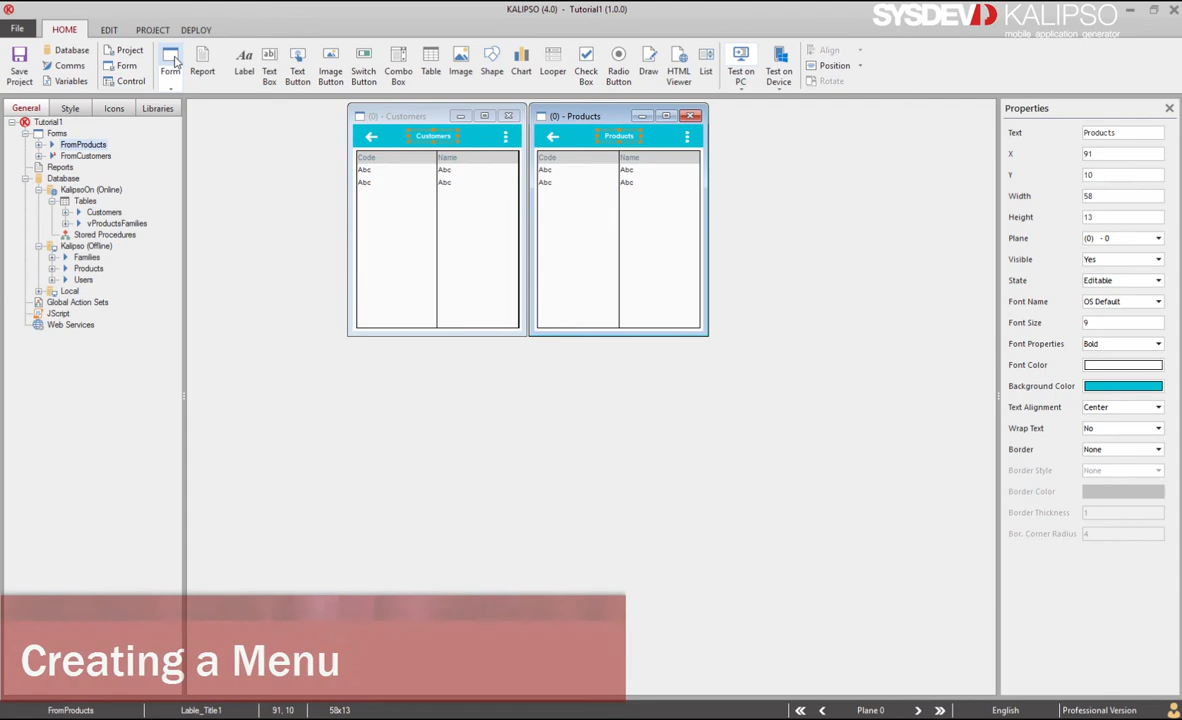 KALIPSO (4.0) - Tutorial1 (1.0.0)
SYSDEV KALIPSO
mobile application generator
File HOME EDIT PROJECT DEPLOY
Save Project
Database
Comms
Variables
Project
Form
Control
Form
Report
Label
Text Box
Text Button
Image Button
Switch Button
Combo Box
Table
Image
Shape
Chart
Looper
Check Box
Radio Button
Draw
HTML Viewer
List
Test on PC
Test on Device
Align
Position
Rotate
General Style Icons Libraries
Tutorial1
Forms
FromProducts
FromCustomers
Reports
Database
KalipsoOn (Online)
Tables
Customers
vProductsFamilies
Stored Procedures
Kalipso (Offline)
Families
Products
Users
Local
Global Action Sets
JScript
Web Services
(0) - Customers
Customers
Code Name
Abc Abc
Abc Abc
(0) - Products
Products
Code Name
Abc Abc
Abc Abc
Properties
Text Products
X 91
Y 10
Width 58
Height 13
Plane (0) - 0
Visible Yes
State Editable
Font Name OS Default
Font Size 9
Font Properties Bold
Font Color
Background Color
Text Alignment Center
Wrap Text No
Border None
Border Style None
Border Color
Border Thickness 1
Bor. Corner Radius 4
Creating a Menu
FromProducts Lable_Title1 91, 10 58x13 Plane 0 English Professional Version